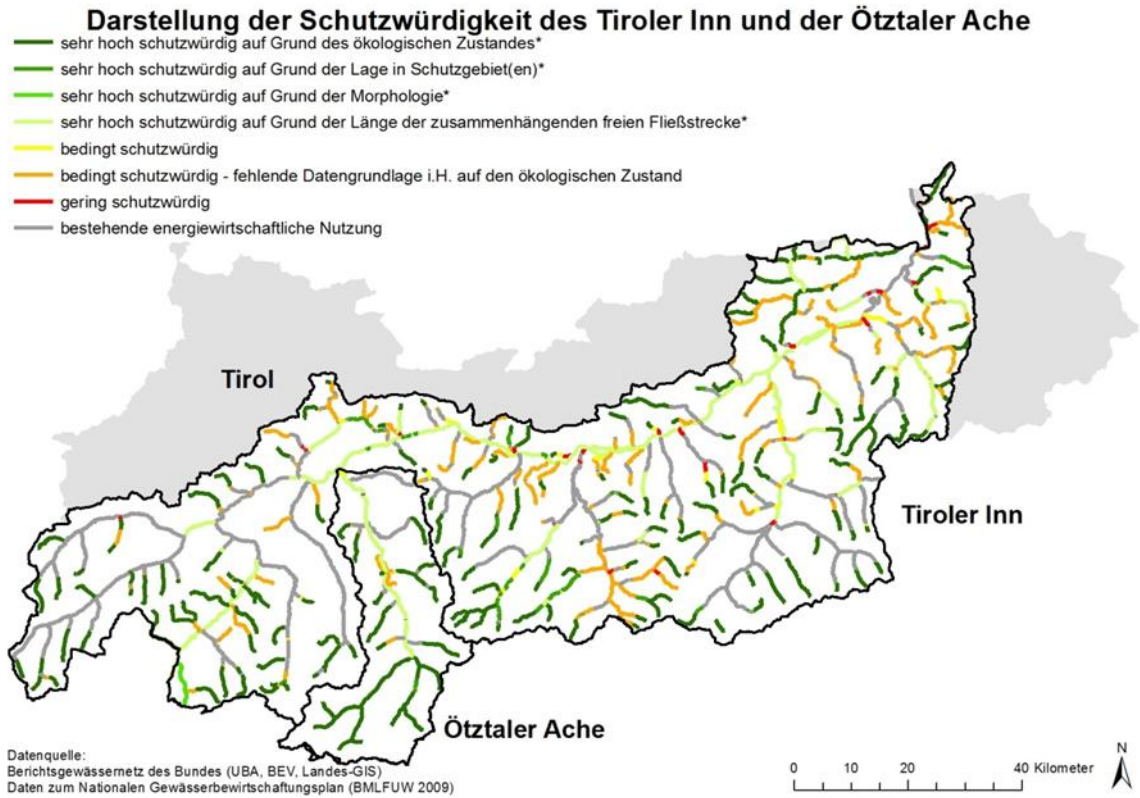 Darstellung der Schutzwürdigkeit des Tiroler Inn und der Ötztaler Ache
sehr hoch schutzwürdig auf Grund des ökologischen Zustandes*
sehr hoch schutzwürdig auf Grund der Lage in Schutzgebiet(en)*
sehr hoch schutzwürdig auf Grund der Morphologie*
sehr hoch schutzwürdig auf Grund der Länge der zusammenhängenden freien Fließstrecke*
bedingt schutzwürdig
bedingt schutzwürdig - fehlende Datengrundlage i.H. auf den ökologischen Zustand
gering schutzwürdig
bestehende energiewirtschaftliche Nutzung
Tirol
Tiroler Inn
Ötztaler Ache
Datenquelle:
Berichtsgewässernetz des Bundes (UBA, BEV, Landes-GIS)
Daten zum Nationalen Gewässerbewirtschaftungsplan (BMLFUW 2009)
0 10 20 40 Kilometer
N